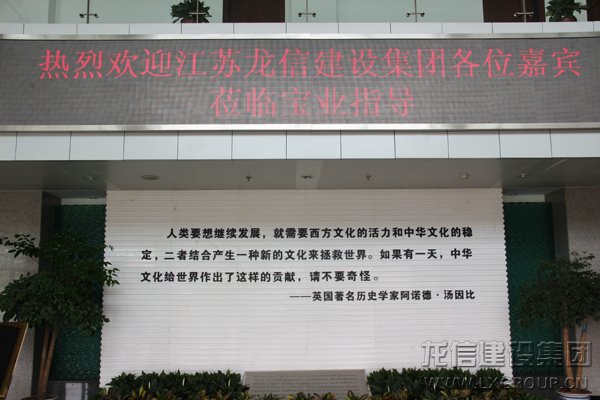 热烈欢迎江苏龙信建设集团各位嘉宾
莅临宝业指导
人类要想继续发展，就需要西方文化的活力和中华文化的稳
定，二者结合产生一种新的文化来拯救世界。如果有一天，中华
文化给世界作出了这样的贡献，请不要奇怪。
——英国著名历史学家阿诺德·汤因比
龙信建设集团
WWW.LXGROUP.CN